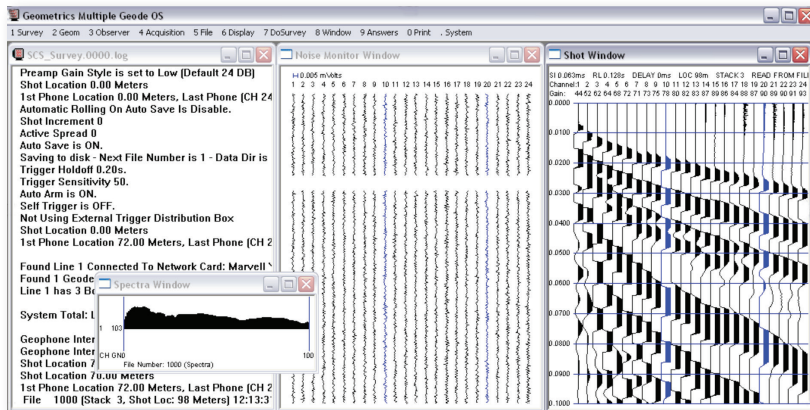 Geometrics Multiple Geode OS
1 Survey 2 Geom 3 Observer 4 Acquisition 5 File 6 Display 7 DoSurvey 8 Window 9 Answers 0 Print . System
SCS_Survey.0000.log
Preamp Gain Style is set to Low (Default 24 DB)
Shot Location 0.00 Meters
1st Phone Location 0.00 Meters, Last Phone (CH 24
Automatic Rolling On Auto Save Is Disable.
Shot Increment 0
Active Spread 0
Auto Save is ON.
Saving to disk - Next File Number is 1 - Data Dir is
Trigger Holdoff 0.20s.
Trigger Sensitivity 50.
Auto Arm is ON.
Self Trigger is OFF.
Not Using External Trigger Distribution Box
Shot Location 0.00 Meters
1st Phone Location 72.00 Meters, Last Phone (CH 2
Found Line 1 Connected To Network Card: Marvell
Found 1 Geode
Line 1 has 3 Bo
System Total: L
Geophone Inter
Geophone Inter
Shot Location 7
Shot Location 70.00 Meters
1st Phone Location 72.00 Meters, Last Phone (CH 2
File 1000 (Stack 3, Shot Loc: 98 Meters) 12:13:3
Spectra Window
1 103
CH GN0 100
File Number: 1000 (Spectra)
Noise Monitor Window
0.005 mVolts
1 2 3 4 5 6 7 8 9 10 11 12 13 14 15 16 17 18 19 20 21 22 23 24
Shot Window
SI 0.063ms RL 0.128s DELAY 0ms LOC 98m STACK 3 READ FROM FIL
Channel:1 2 3 4 5 6 7 8 9 10 11 12 13 14 15 16 17 18 19 20 21 22 23 24
Gain: 44 52 62 64 68 72 71 73 75 78 78 81 82 83 84 85 86 88 87 90 89 90 91 93
0.0000
0.0100
0.0200
0.0300
0.0400
0.0500
0.0600
0.0700
0.0800
0.0900
0.1000